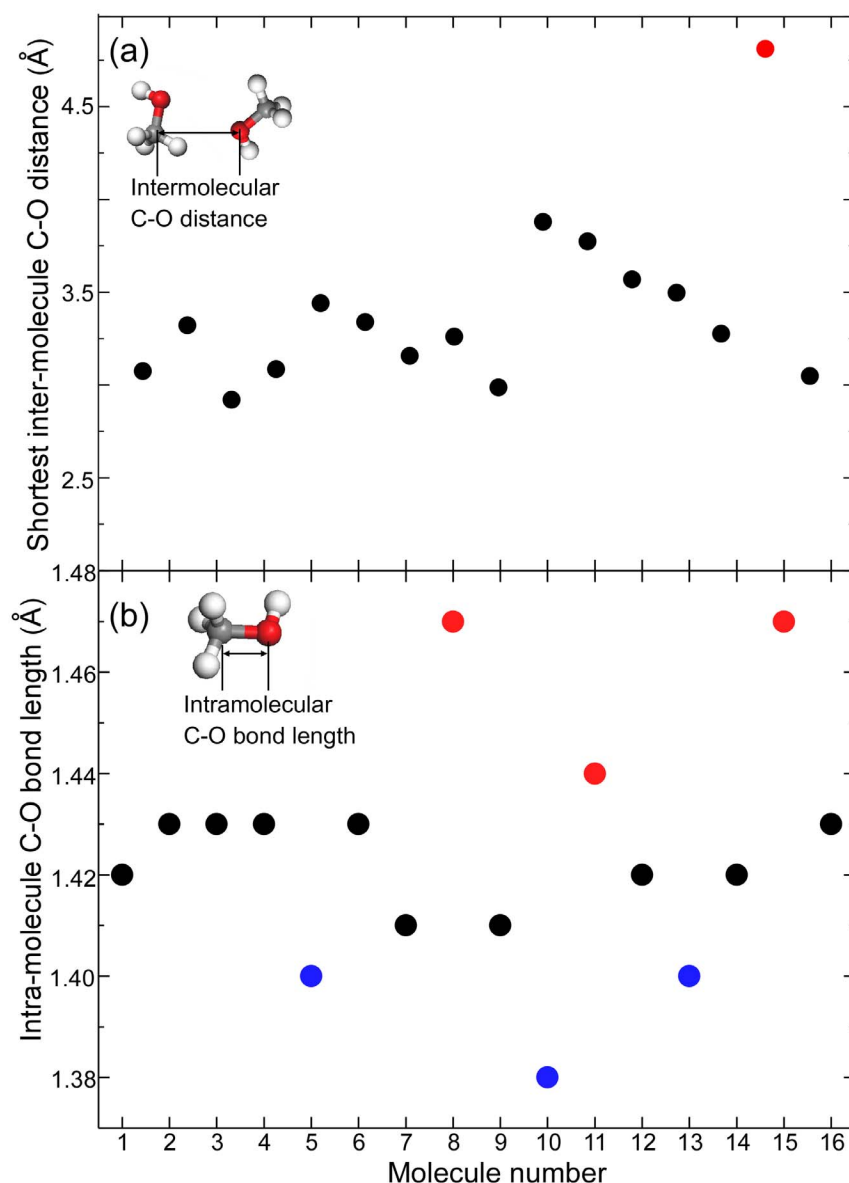 (a)
Shortest inter-molecule C-O distance (Å)
4.5
3.5
2.5
Intermolecular
C-O distance
(b)
Intra-molecule C-O bond length (Å)
1.48
1.46
1.44
1.42
1.40
1.38
Intramolecular
C-O bond length
1 2 3 4 5 6 7 8 9 10 11 12 13 14 15 16
Molecule number